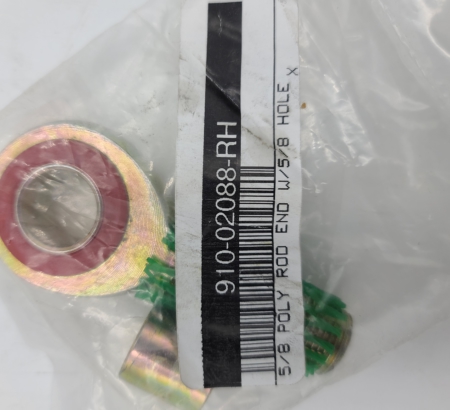 910-02088-RH
5/8 POLY ROD END W/5/8 HOLE X